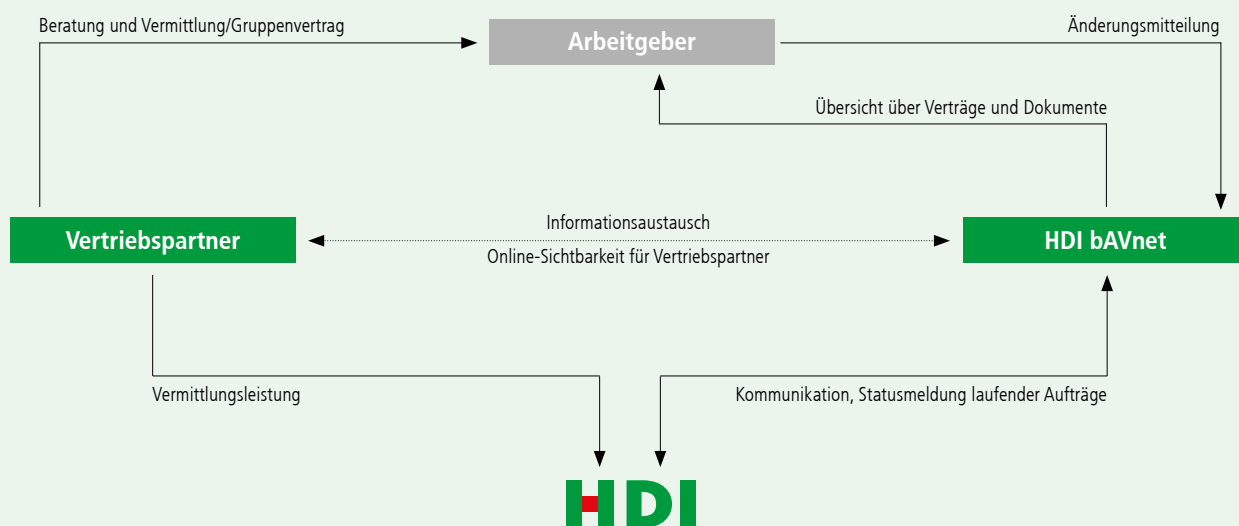 Beratung und Vermittlung/Gruppenvertrag
Arbeitgeber
Änderungsmitteilung
Übersicht über Verträge und Dokumente
Vertriebspartner
Informationsaustausch
Online-Sichtbarkeit für Vertriebspartner
HDI bAVnet
Vermittlungsleistung
Kommunikation, Statusmeldung laufender Aufträge
HDI